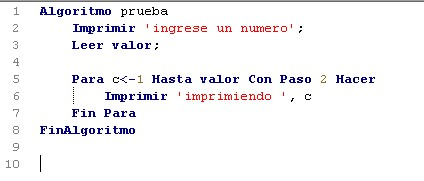 1 Algoritmo prueba
2 Imprimir 'ingrese un numero';
3 Leer valor;
4
5 Para c<-1 Hasta valor Con Paso 2 Hacer
6 Imprimir 'imprimiendo ', c
7 Fin Para
8 FinAlgoritmo
9
10